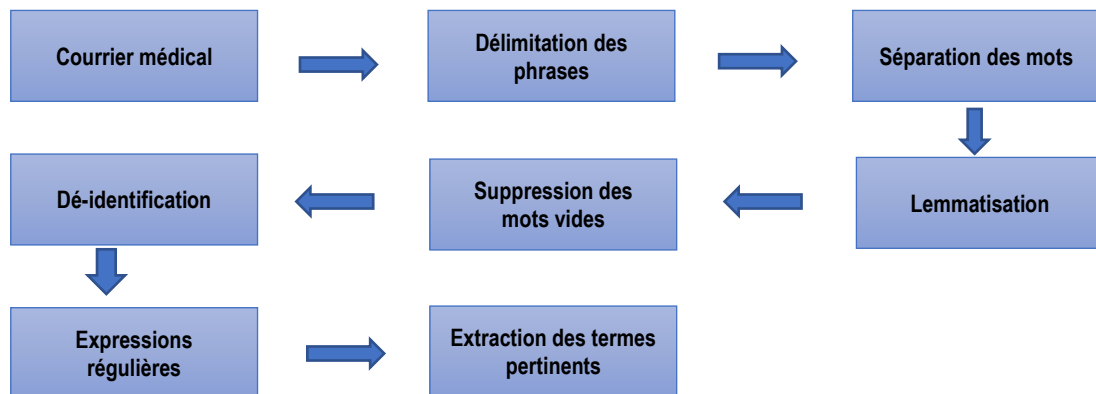 Courrier médical
Délimitation des
phrases
Séparation des mots
Lemmatisation
Suppression des
mots vides
Dé-identification
Expressions
régulières
Extraction des termes
pertinents